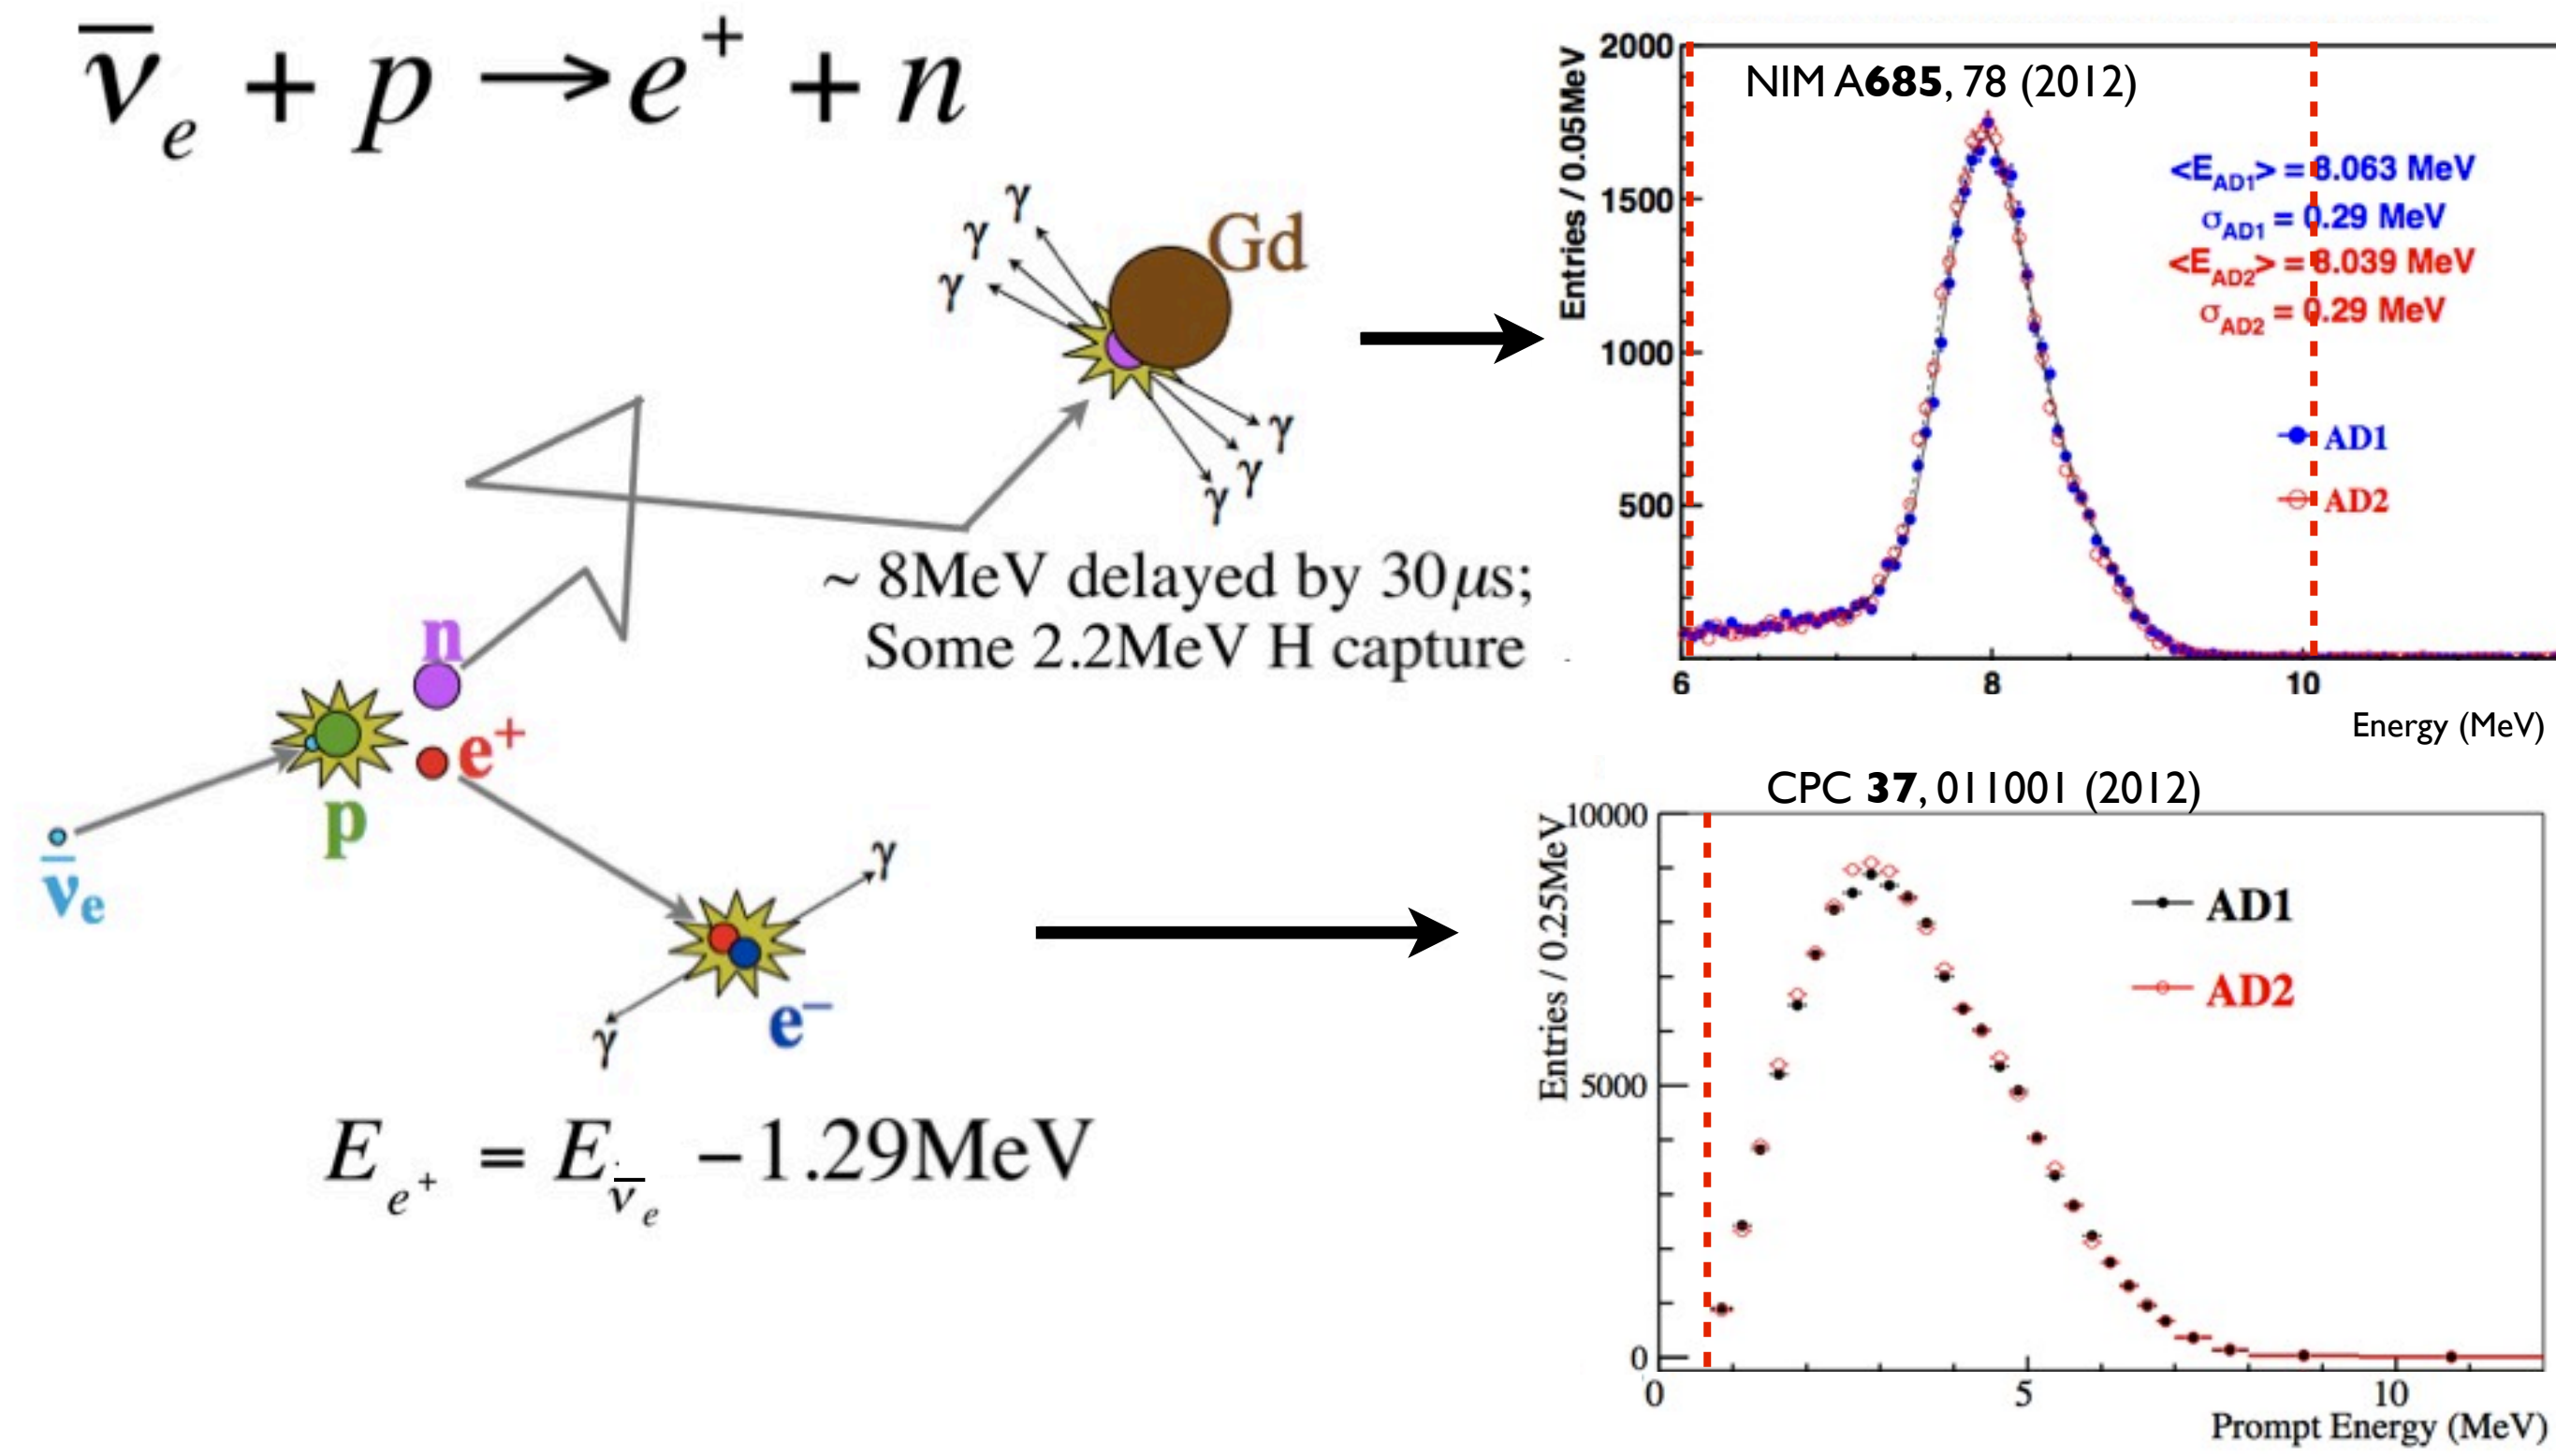 ν̅e + p → e+ + n
γ
γ
γ
Gd
γ
γ
γ
~ 8MeV delayed by 30μs;
Some 2.2MeV H capture
n
e+
p
ν̅e
γ
γ
e−
Ee+ = Eν̅e − 1.29MeV
NIM A685, 78 (2012)
Entries / 0.05MeV
2000
1500
1000
500
<EAD1> = 8.063 MeV
σAD1 = 0.29 MeV
<EAD2> = 8.039 MeV
σAD2 = 0.29 MeV
AD1
AD2
6 8 10
Energy (MeV)
CPC 37, 011001 (2012)
Entries / 0.25MeV
10000
5000
0
AD1
AD2
0 5 10
Prompt Energy (MeV)